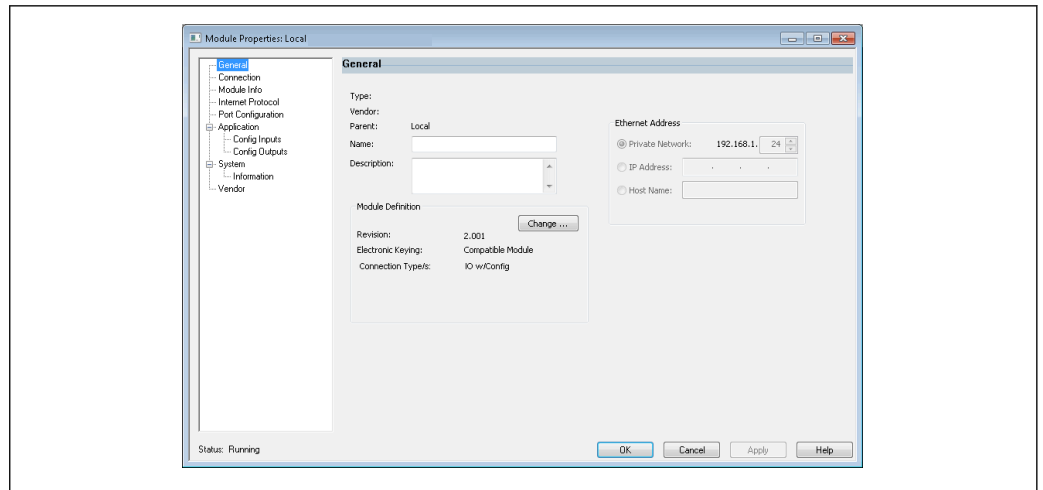 Module Properties: Local
General
Connection
Module Info
Internet Protocol
Port Configuration
Application
Config Inputs
Config Outputs
System
Information
Vendor
General
Type:
Vendor:
Parent: Local
Name:
Description:
Module Definition
Change ...
Revision: 2.001
Electronic Keying: Compatible Module
Connection Type/s: IO w/Config
Ethernet Address
Private Network: 192.168.1. 24
IP Address: . . .
Host Name:
Status: Running
OK Cancel Apply Help